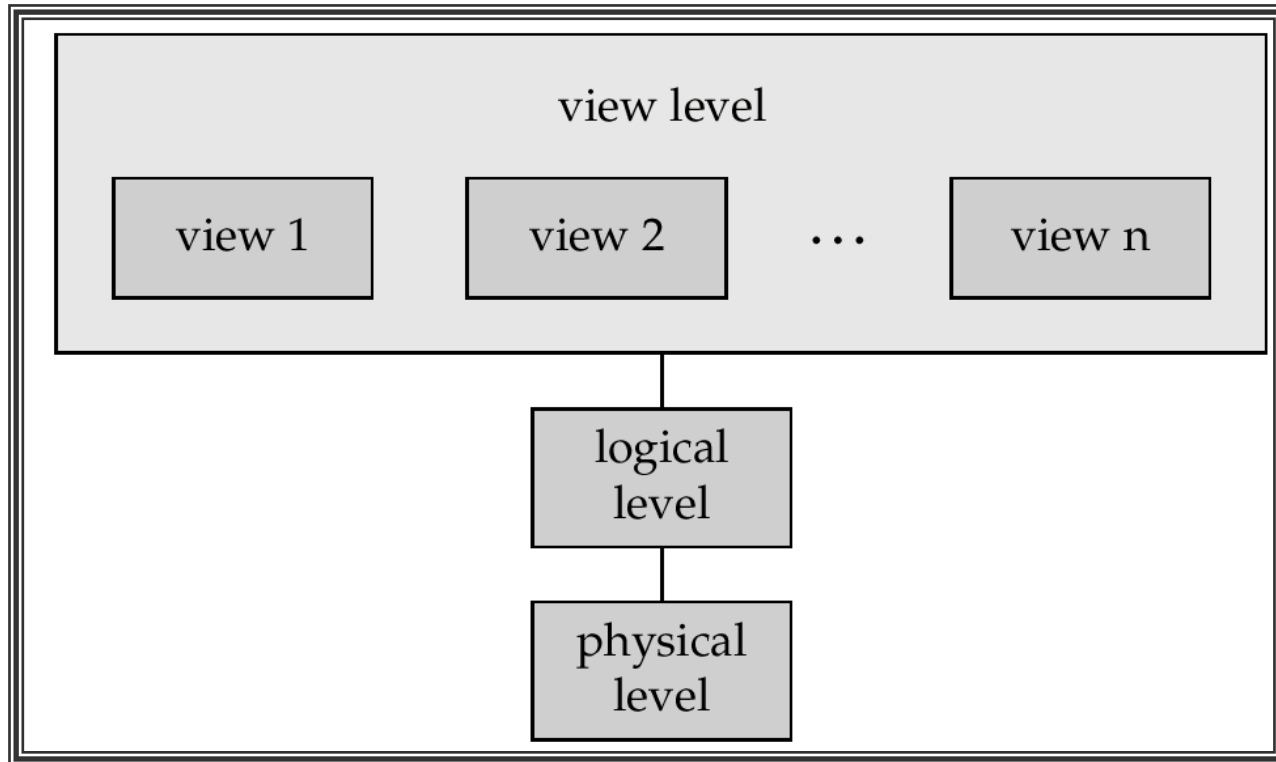 view level
view 1 view 2 ... view n
logical
level
physical
level